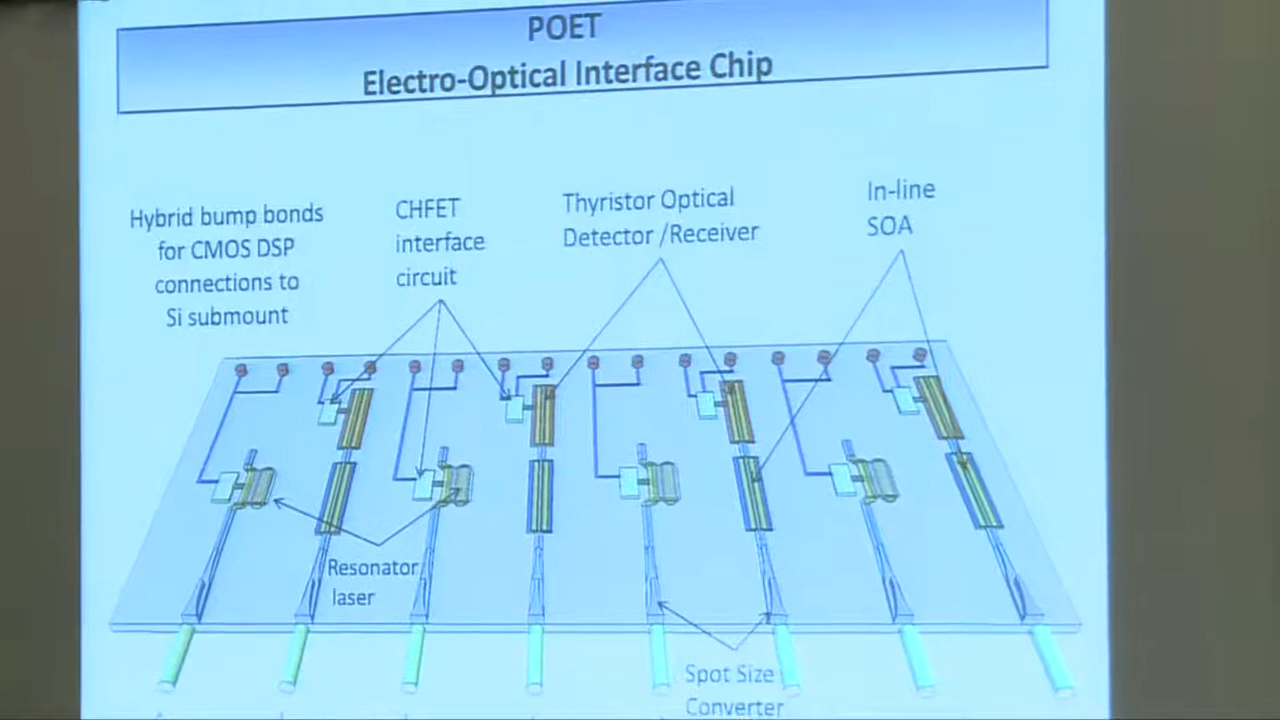 POET
Electro-Optical Interface Chip
Hybrid bump bonds
for CMOS DSP
connections to
Si submount
CHFET
interface
circuit
Thyristor Optical
Detector /Receiver
In-line
SOA
Resonator
laser
Spot Size
Converter